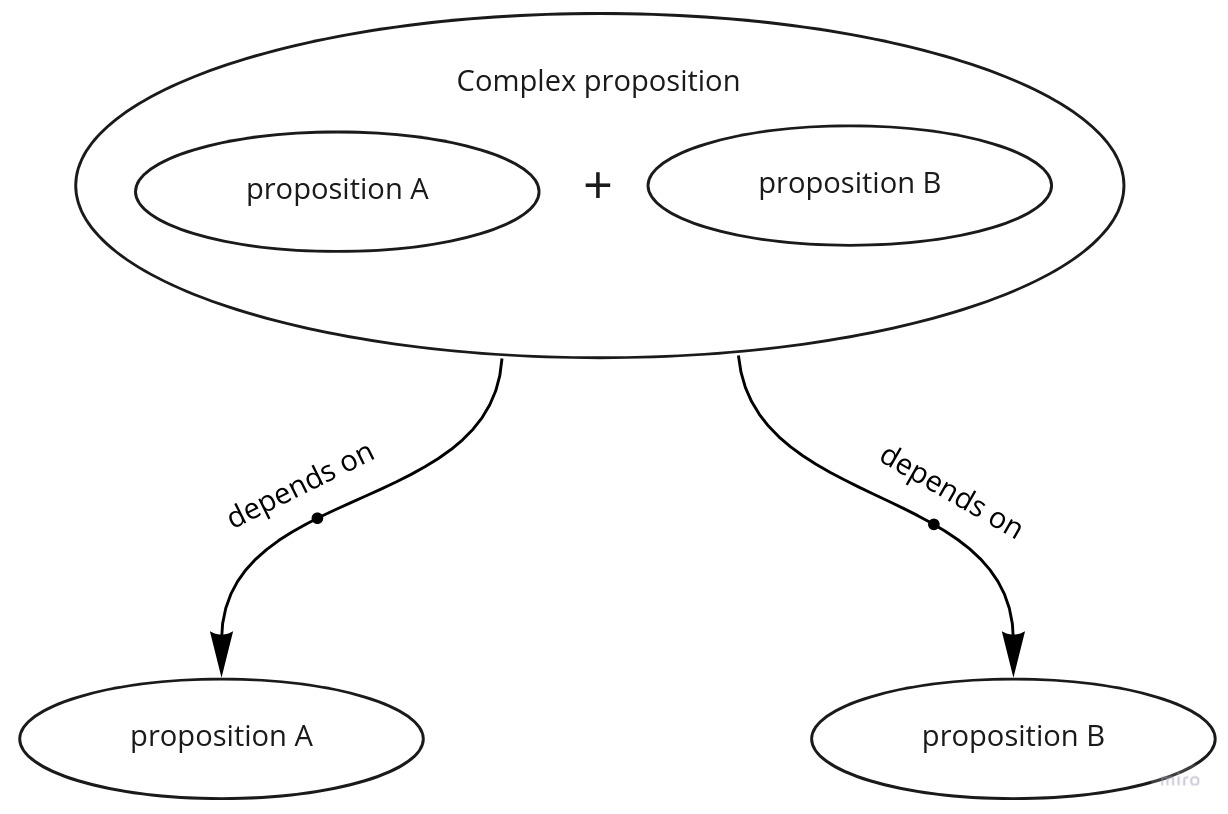 Complex proposition
proposition A + proposition B
depends on
depends on
proposition A
proposition B
miro